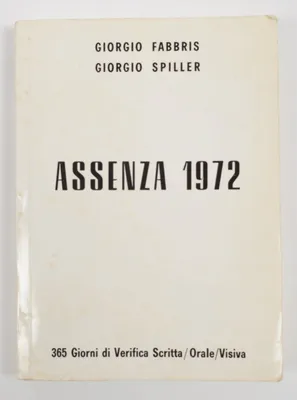 GIORGIO FABBRIS
GIORGIO SPILLER
ASSENZA 1972
365 Giorni di Verifica Scritta/Orale/Visiva